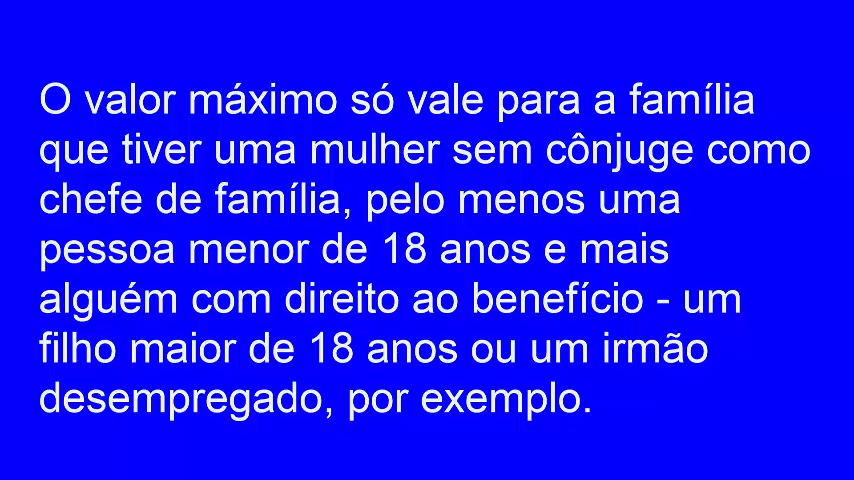 O valor máximo só vale para a família
que tiver uma mulher sem cônjuge como
chefe de família, pelo menos uma
pessoa menor de 18 anos e mais
alguém com direito ao benefício - um
filho maior de 18 anos ou um irmão
desempregado, por exemplo.